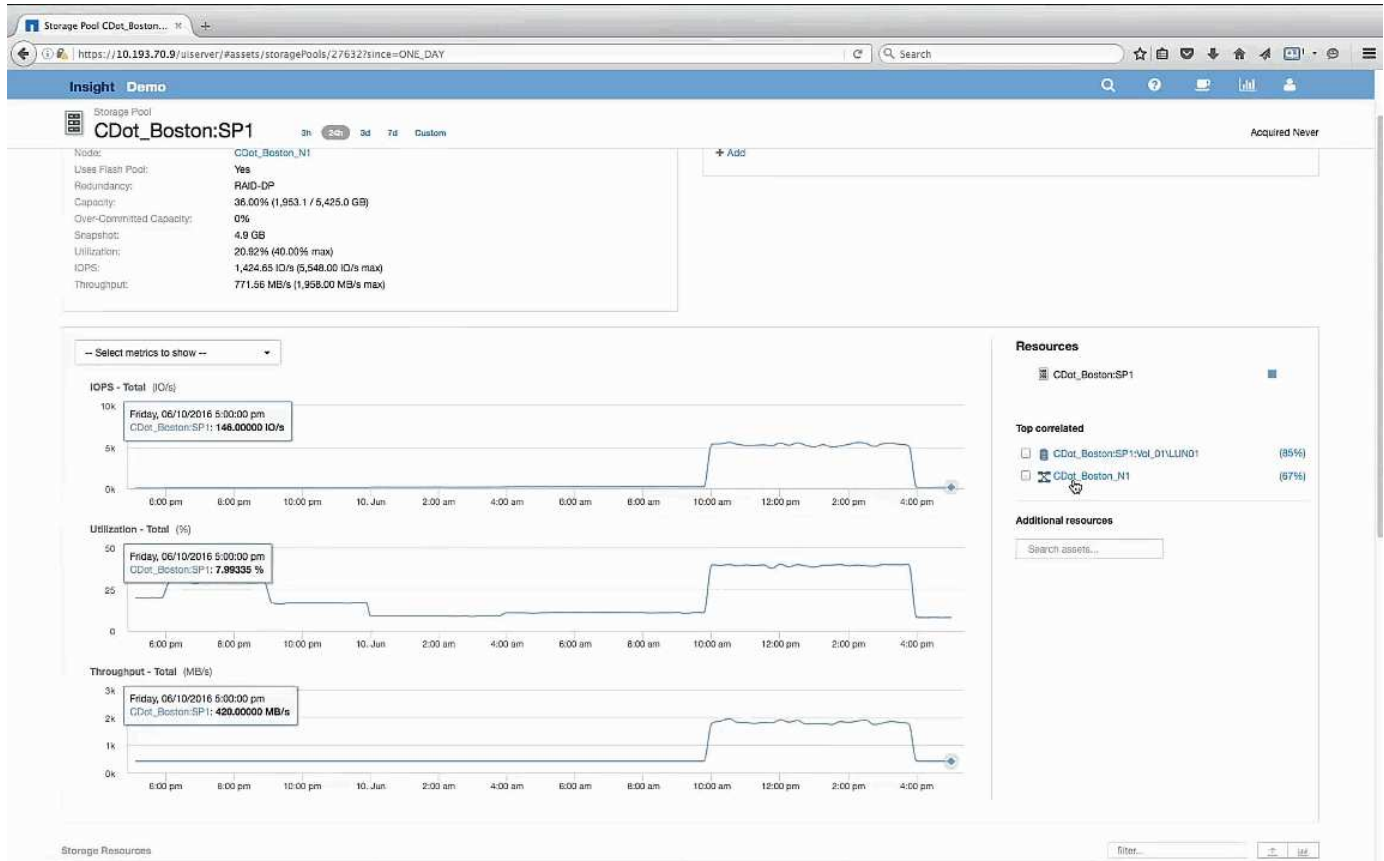 Storage Pool CDot_Boston...
https://10.193.70.9/uiserver/#assets/storagePools/27632?since=ONE_DAY
Search
Insight Demo
Storage Pool
CDot_Boston:SP1 3h 24h 3d 7d Custom
Acquired Never
Node: CDot_Boston_N1
Uses Flash Pool: Yes
Redundancy: RAID-DP
Capacity: 36.00% (1,953.1 / 5,425.0 GB)
Over-Committed Capacity: 0%
Snapshot: 4.9 GB
Utilization: 20.92% (40.00% max)
IOPS: 1,424.65 IO/s (5,548.00 IO/s max)
Throughput: 771.56 MB/s (1,958.00 MB/s max)
+ Add
-- Select metrics to show --
IOPS - Total (IO/s)
10k
5k
0k
Friday, 06/10/2016 5:00:00 pm
CDot_Boston:SP1: 146.00000 IO/s
6:00 pm 8:00 pm 10:00 pm 10. Jun 2:00 am 4:00 am 6:00 am 8:00 am 10:00 am 12:00 pm 2:00 pm 4:00 pm
Utilization - Total (%)
50
25
0
Friday, 06/10/2016 5:00:00 pm
CDot_Boston:SP1: 7.99335 %
6:00 pm 8:00 pm 10:00 pm 10. Jun 2:00 am 4:00 am 6:00 am 8:00 am 10:00 am 12:00 pm 2:00 pm 4:00 pm
Throughput - Total (MB/s)
3k
2k
1k
0k
Friday, 06/10/2016 5:00:00 pm
CDot_Boston:SP1: 420.00000 MB/s
6:00 pm 8:00 pm 10:00 pm 10. Jun 2:00 am 4:00 am 6:00 am 8:00 am 10:00 am 12:00 pm 2:00 pm 4:00 pm
Resources
CDot_Boston:SP1
Top correlated
CDot_Boston:SP1:Vol_01\LUN01 (85%)
CDot_Boston_N1 (67%)
Additional resources
Search assets...
Storage Resources
filter...